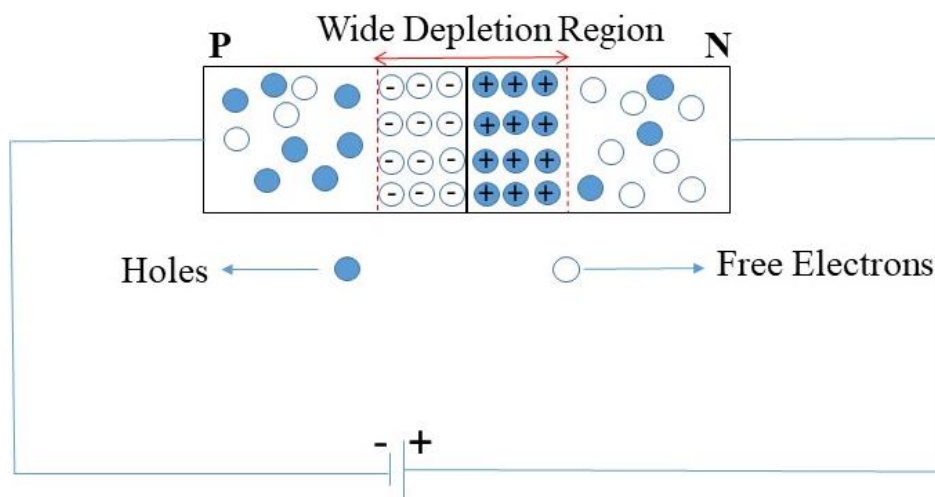 Wide Depletion Region
P N
- - - + + +
- - - + + +
- - - + + +
- - - + + +
Holes Free Electrons
- +